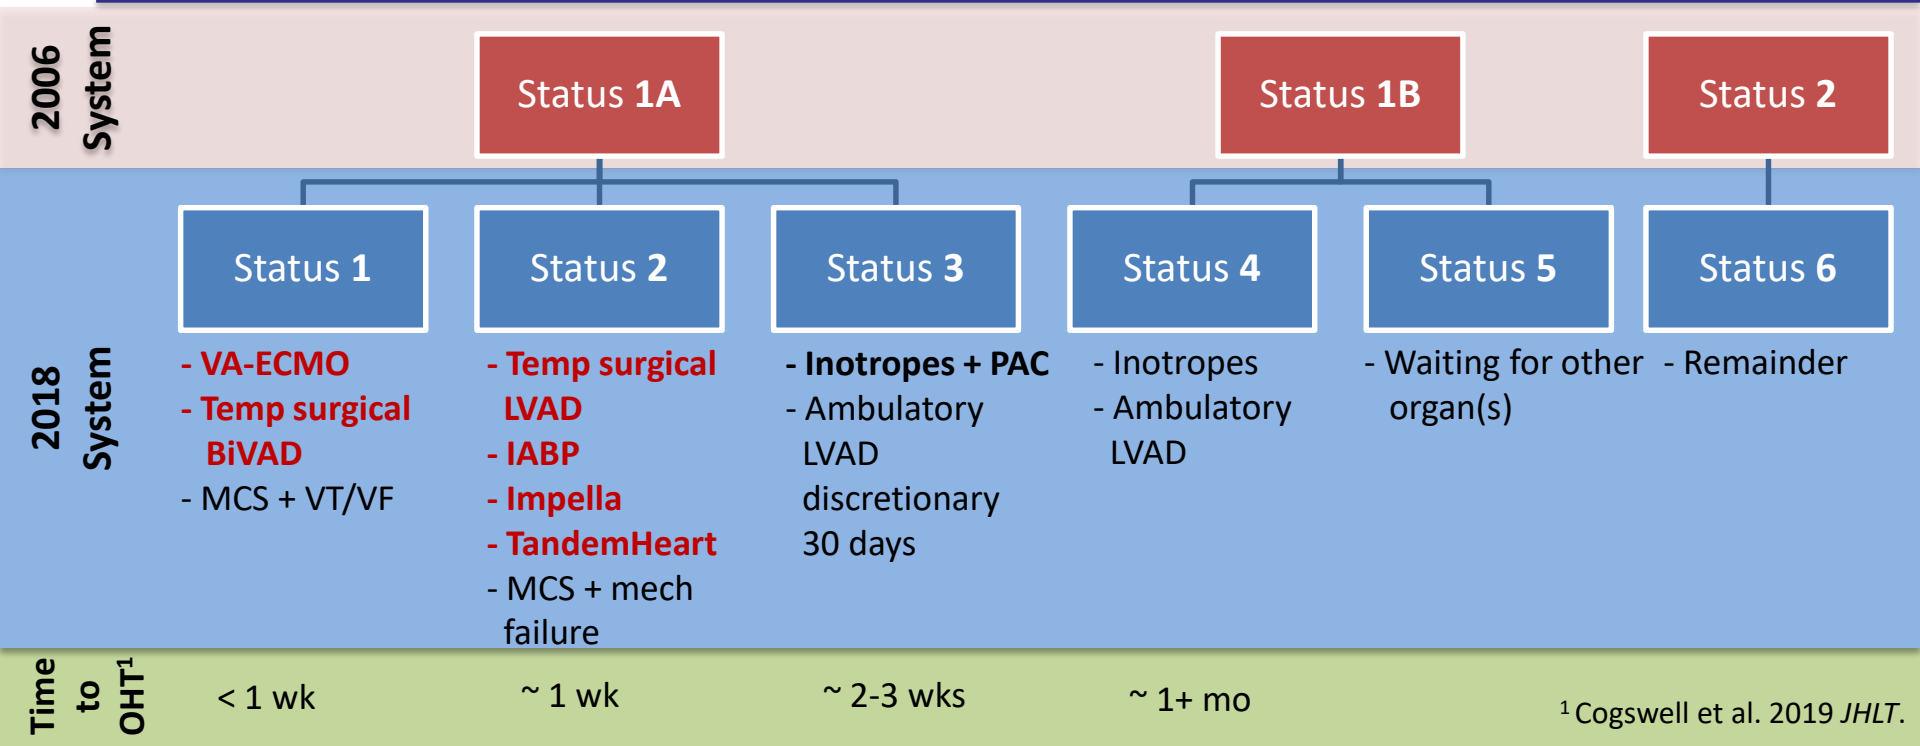 2006
System
Status 1A
Status 1B
Status 2
2018
System
Status 1
- VA-ECMO
- Temp surgical
BiVAD
- MCS + VT/VF
Status 2
- Temp surgical
LVAD
- IABP
- Impella
- TandemHeart
- MCS + mech
failure
Status 3
- Inotropes + PAC
- Ambulatory
LVAD
discretionary
30 days
Status 4
- Inotropes
- Ambulatory
LVAD
Status 5
- Waiting for other
organ(s)
Status 6
- Remainder
Time
to
OHT¹
< 1 wk
~ 1 wk
~ 2-3 wks
~ 1+ mo
¹ Cogswell et al. 2019 JHLT.